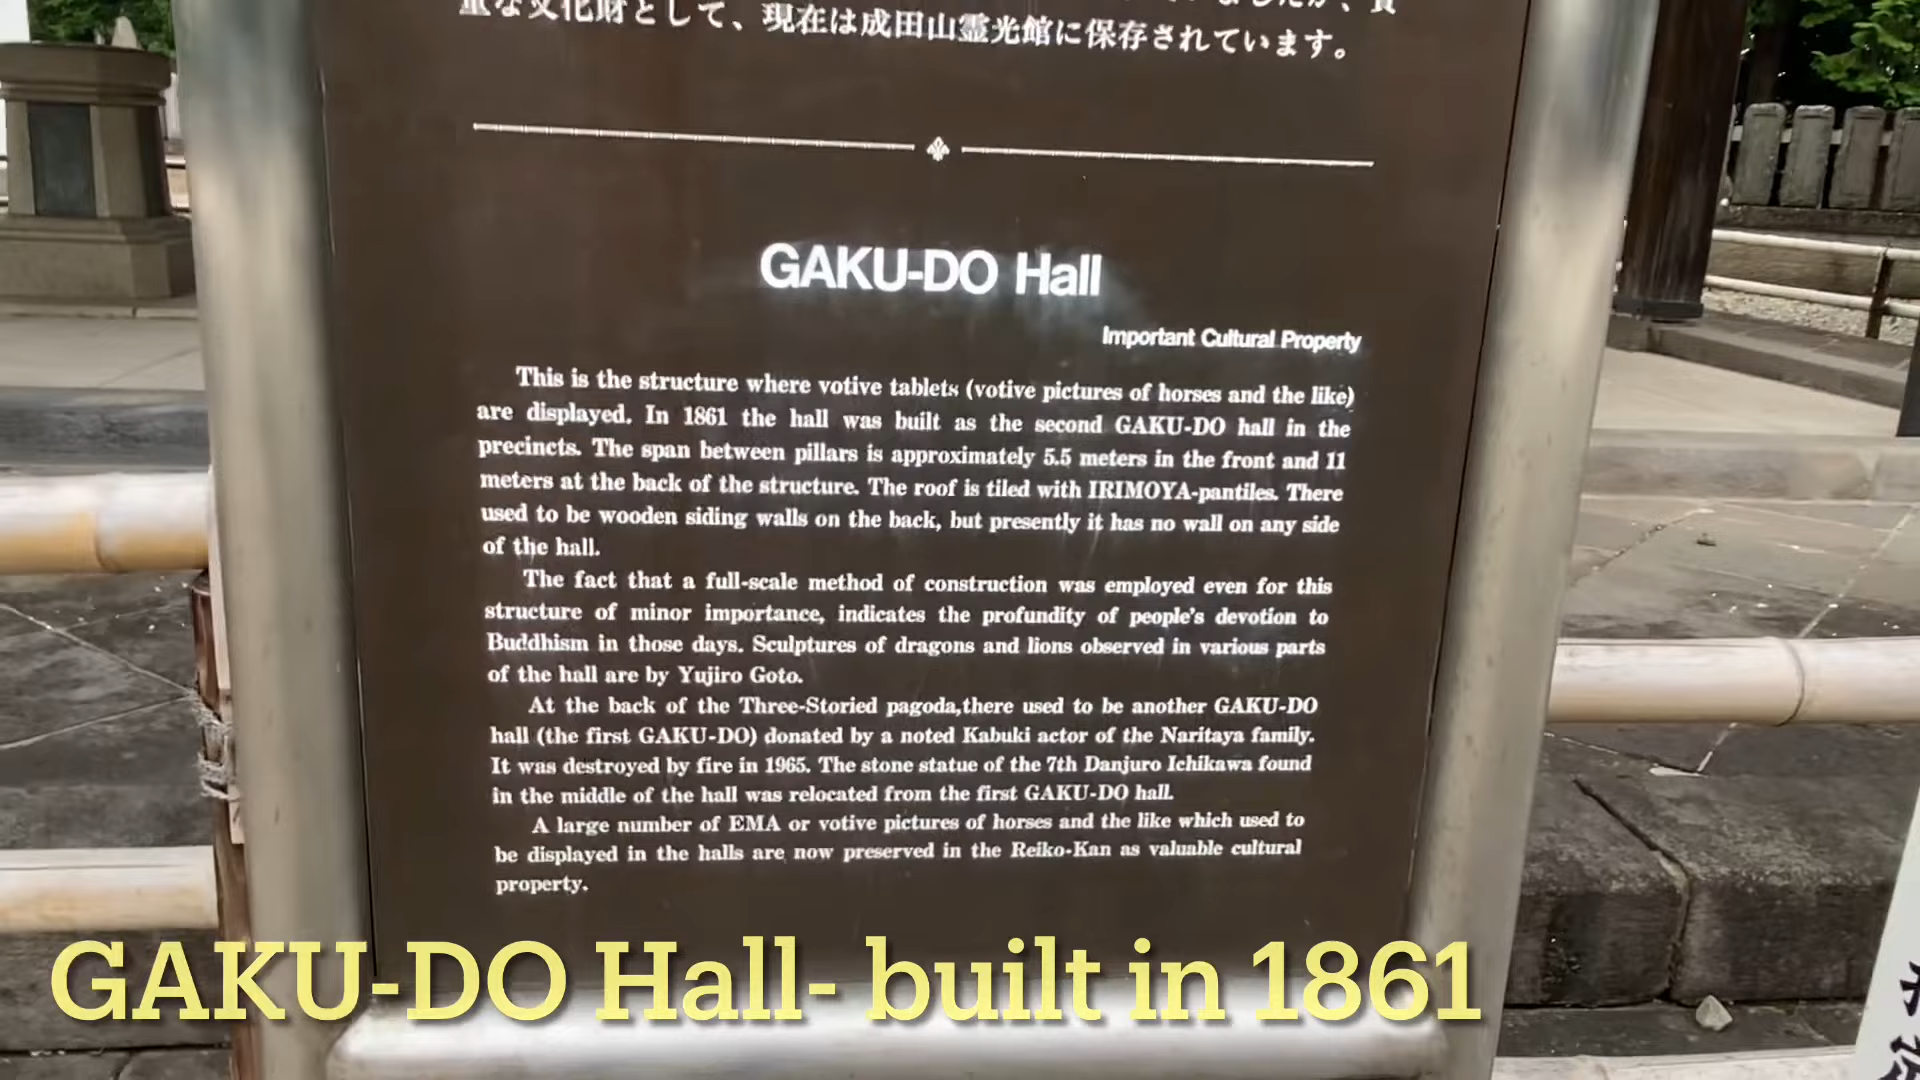 重な文化財として、現在は成田山霊光館に保存されています。
GAKU-DO Hall
Important Cultural Property
This is the structure where votive tablets (votive pictures of horses and the like)
are displayed. In 1861 the hall was built as the second GAKU-DO hall in the
precincts. The span between pillars is approximately 5.5 meters in the front and 11
meters at the back of the structure. The roof is tiled with IRIMOYA-pantiles. There
used to be wooden siding walls on the back, but presently it has no wall on any side
of the hall.
The fact that a full-scale method of construction was employed even for this
structure of minor importance, indicates the profundity of people's devotion to
Buddhism in those days. Sculptures of dragons and lions observed in various parts
of the hall are by Yujiro Goto.
At the back of the Three-Storied pagoda,there used to be another GAKU-DO
hall (the first GAKU-DO) donated by a noted Kabuki actor of the Naritaya family.
It was destroyed by fire in 1965. The stone statue of the 7th Danjuro Ichikawa found
in the middle of the hall was relocated from the first GAKU-DO hall.
A large number of EMA or votive pictures of horses and the like which used to
be displayed in the halls are now preserved in the Reiko-Kan as valuable cultural
property.
GAKU-DO Hall- built in 1861